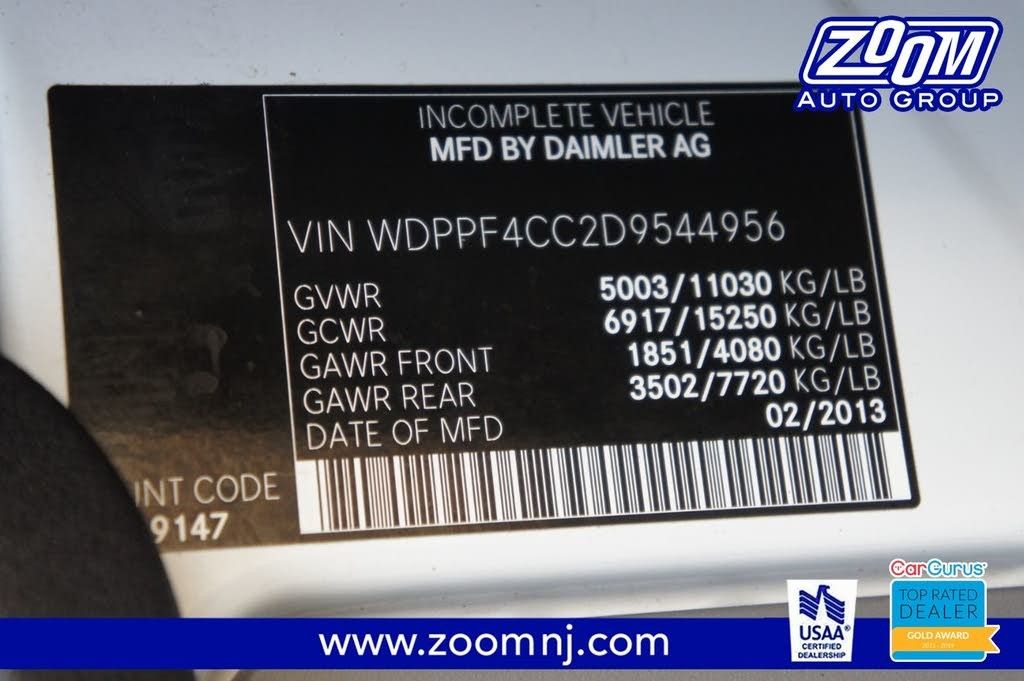 ZOOM
AUTO GROUP
INCOMPLETE VEHICLE
MFD BY DAIMLER AG
VIN WDPPF4CC2D9544956
GVWR 5003/11030 KG/LB
GCWR 6917/15250 KG/LB
GAWR FRONT 1851/4080 KG/LB
GAWR REAR 3502/7720 KG/LB
DATE OF MFD 02/2013
INT CODE
9147
www.zoomnj.com
USAA®
CERTIFIED
DEALERSHIP
CarGurus
TOP RATED
DEALER
GOLD AWARD